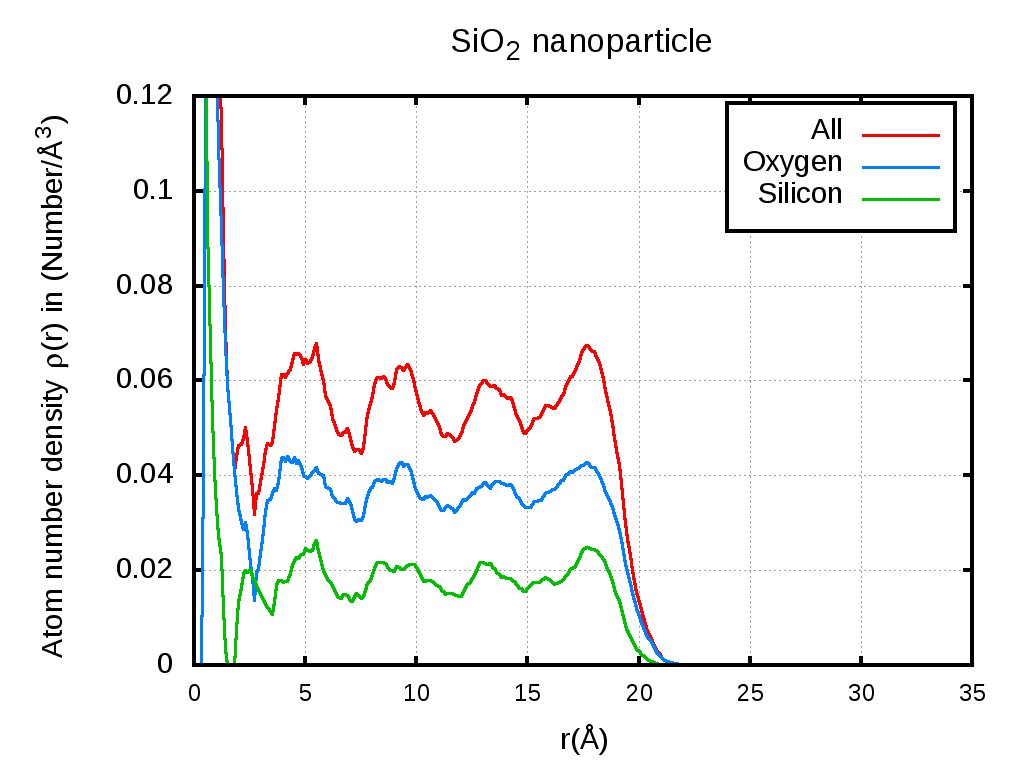 SiO₂ nanoparticle
Atom number density ρ(r) in (Number/Å³)
0.12
0.1
0.08
0.06
0.04
0.02
0
All
Oxygen
Silicon
0 5 10 15 20 25 30 35
r(Å)